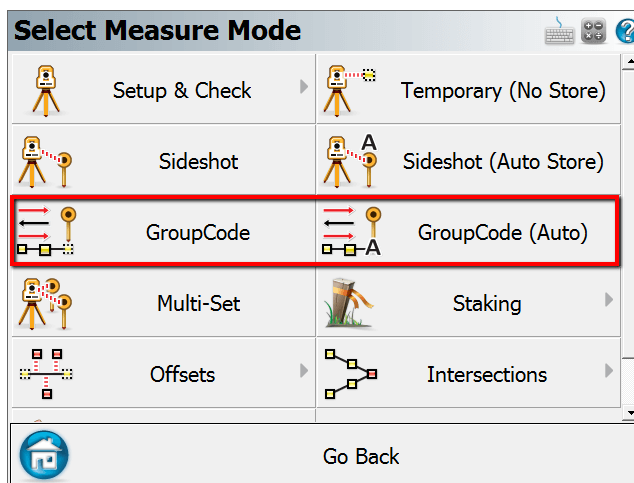 Select Measure Mode
Setup & Check
Temporary (No Store)
Sideshot
A
Sideshot (Auto Store)
GroupCode
A
GroupCode (Auto)
Multi-Set
Staking
Offsets
Intersections
Go Back